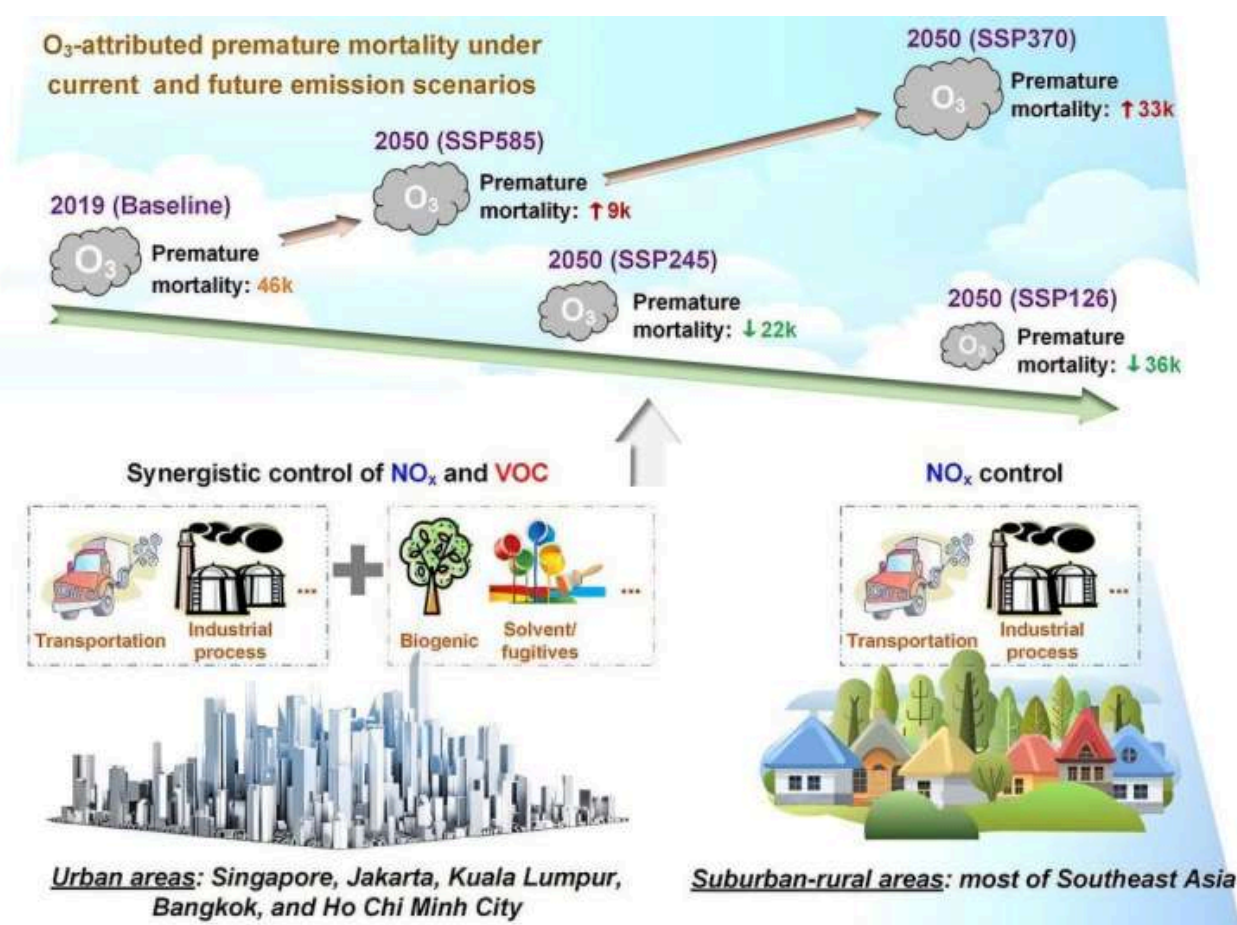 O₃-attributed premature mortality under
current and future emission scenarios
2050 (SSP370)
O₃
Premature
mortality: ↑33k
2050 (SSP585)
O₃
Premature
mortality: ↑9k
2019 (Baseline)
O₃
Premature
mortality: 46k
2050 (SSP245)
O₃
Premature
mortality: ↓22k
2050 (SSP126)
O₃
Premature
mortality: ↓36k
Synergistic control of NOₓ and VOC
Transportation
Industrial
process
...
+
Biogenic
Solvent/
fugitives
...
Urban areas: Singapore, Jakarta, Kuala Lumpur,
Bangkok, and Ho Chi Minh City
NOₓ control
Transportation
Industrial
process
...
Suburban-rural areas: most of Southeast Asia